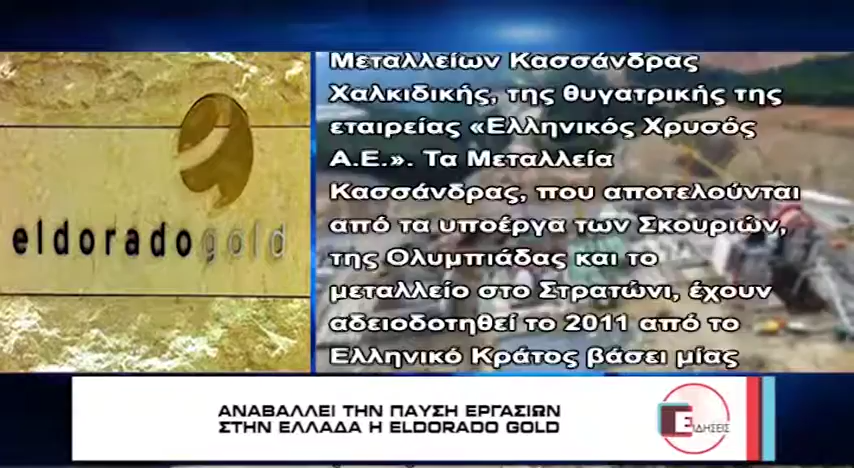 eldoradogold
Μεταλλείων Κασσάνδρας
Χαλκιδικής, της θυγατρικής της
εταιρείας «Ελληνικός Χρυσός
Α.Ε.». Τα Μεταλλεία
Κασσάνδρας, που αποτελούνται
από τα υποέργα των Σκουριών,
της Ολυμπιάδας και το
μεταλλείο στο Στρατώνι, έχουν
αδειοδοτηθεί το 2011 από το
Ελληνικό Κράτος βάσει μίας
ΑΝΑΒΑΛΛΕΙ ΤΗΝ ΠΑΥΣΗ ΕΡΓΑΣΙΩΝ
ΣΤΗΝ ΕΛΛΑΔΑ Η ELDORADO GOLD
ΕΙΔΗΣΕΙΣ